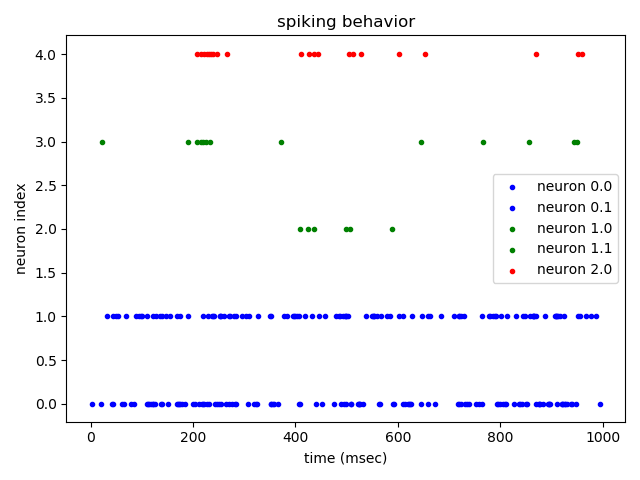 spiking behavior
4.0
3.5
3.0
2.5
2.0
1.5
1.0
0.5
0.0
neuron index
neuron 0.0
neuron 0.1
neuron 1.0
neuron 1.1
neuron 2.0
0 200 400 600 800 1000
time (msec)